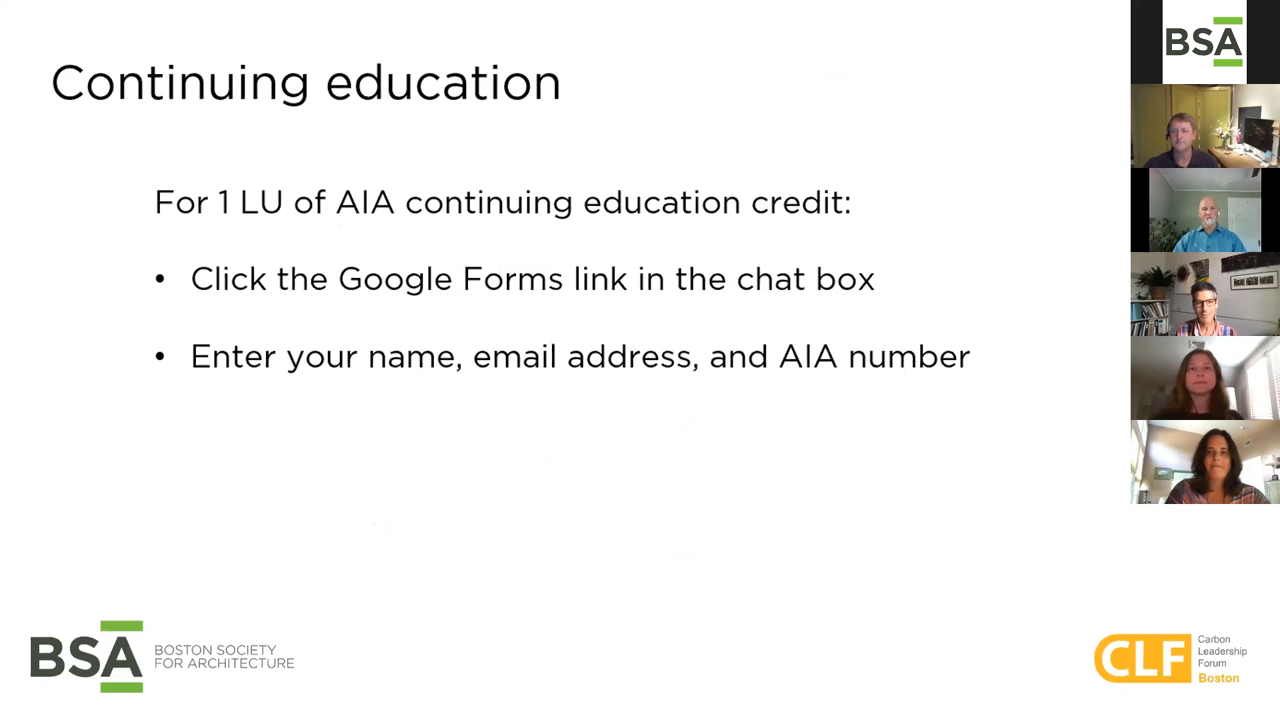 Continuing education
For 1 LU of AIA continuing education credit:
• Click the Google Forms link in the chat box
• Enter your name, email address, and AIA number
BSA
BSA
BOSTON SOCIETY
FOR ARCHITECTURE
CLF
Carbon
Leadership
Forum
Boston